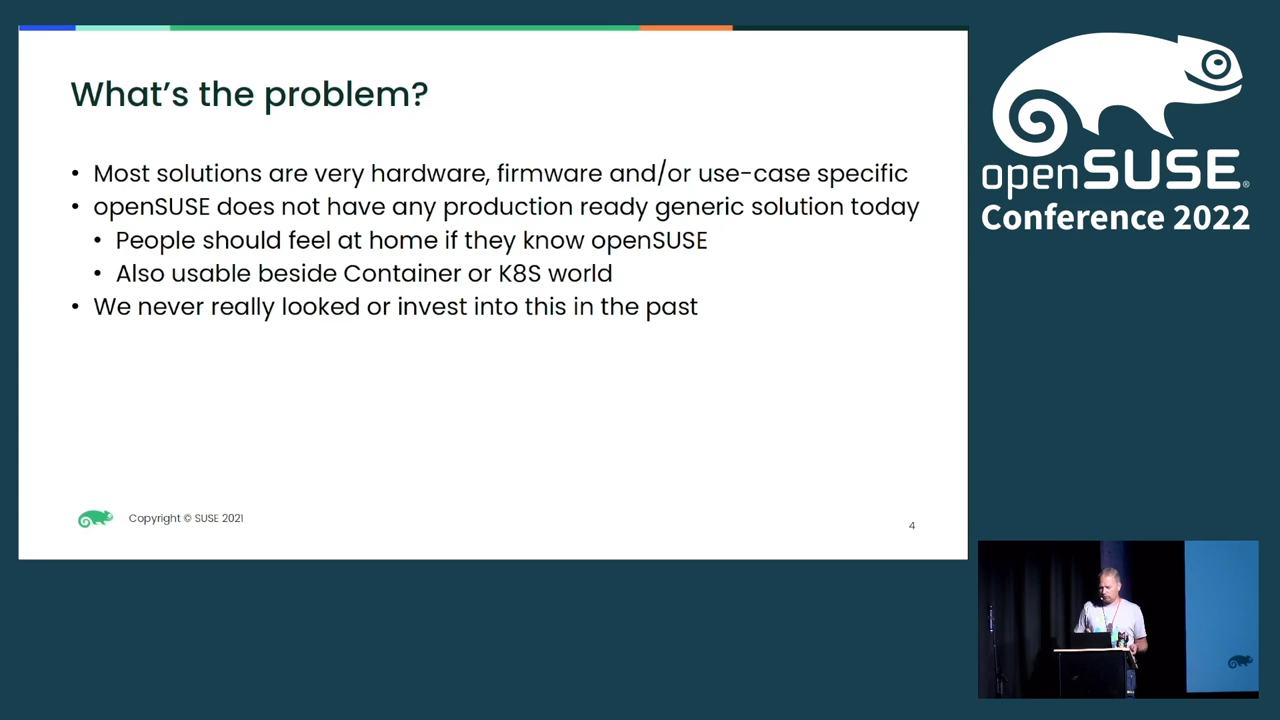 What's the problem?
• Most solutions are very hardware, firmware and/or use-case specific
• openSUSE does not have any production ready generic solution today
• People should feel at home if they know openSUSE
• Also usable beside Container or K8S world
• We never really looked or invest into this in the past
Copyright © SUSE 2021
4
openSUSE®
Conference 2022